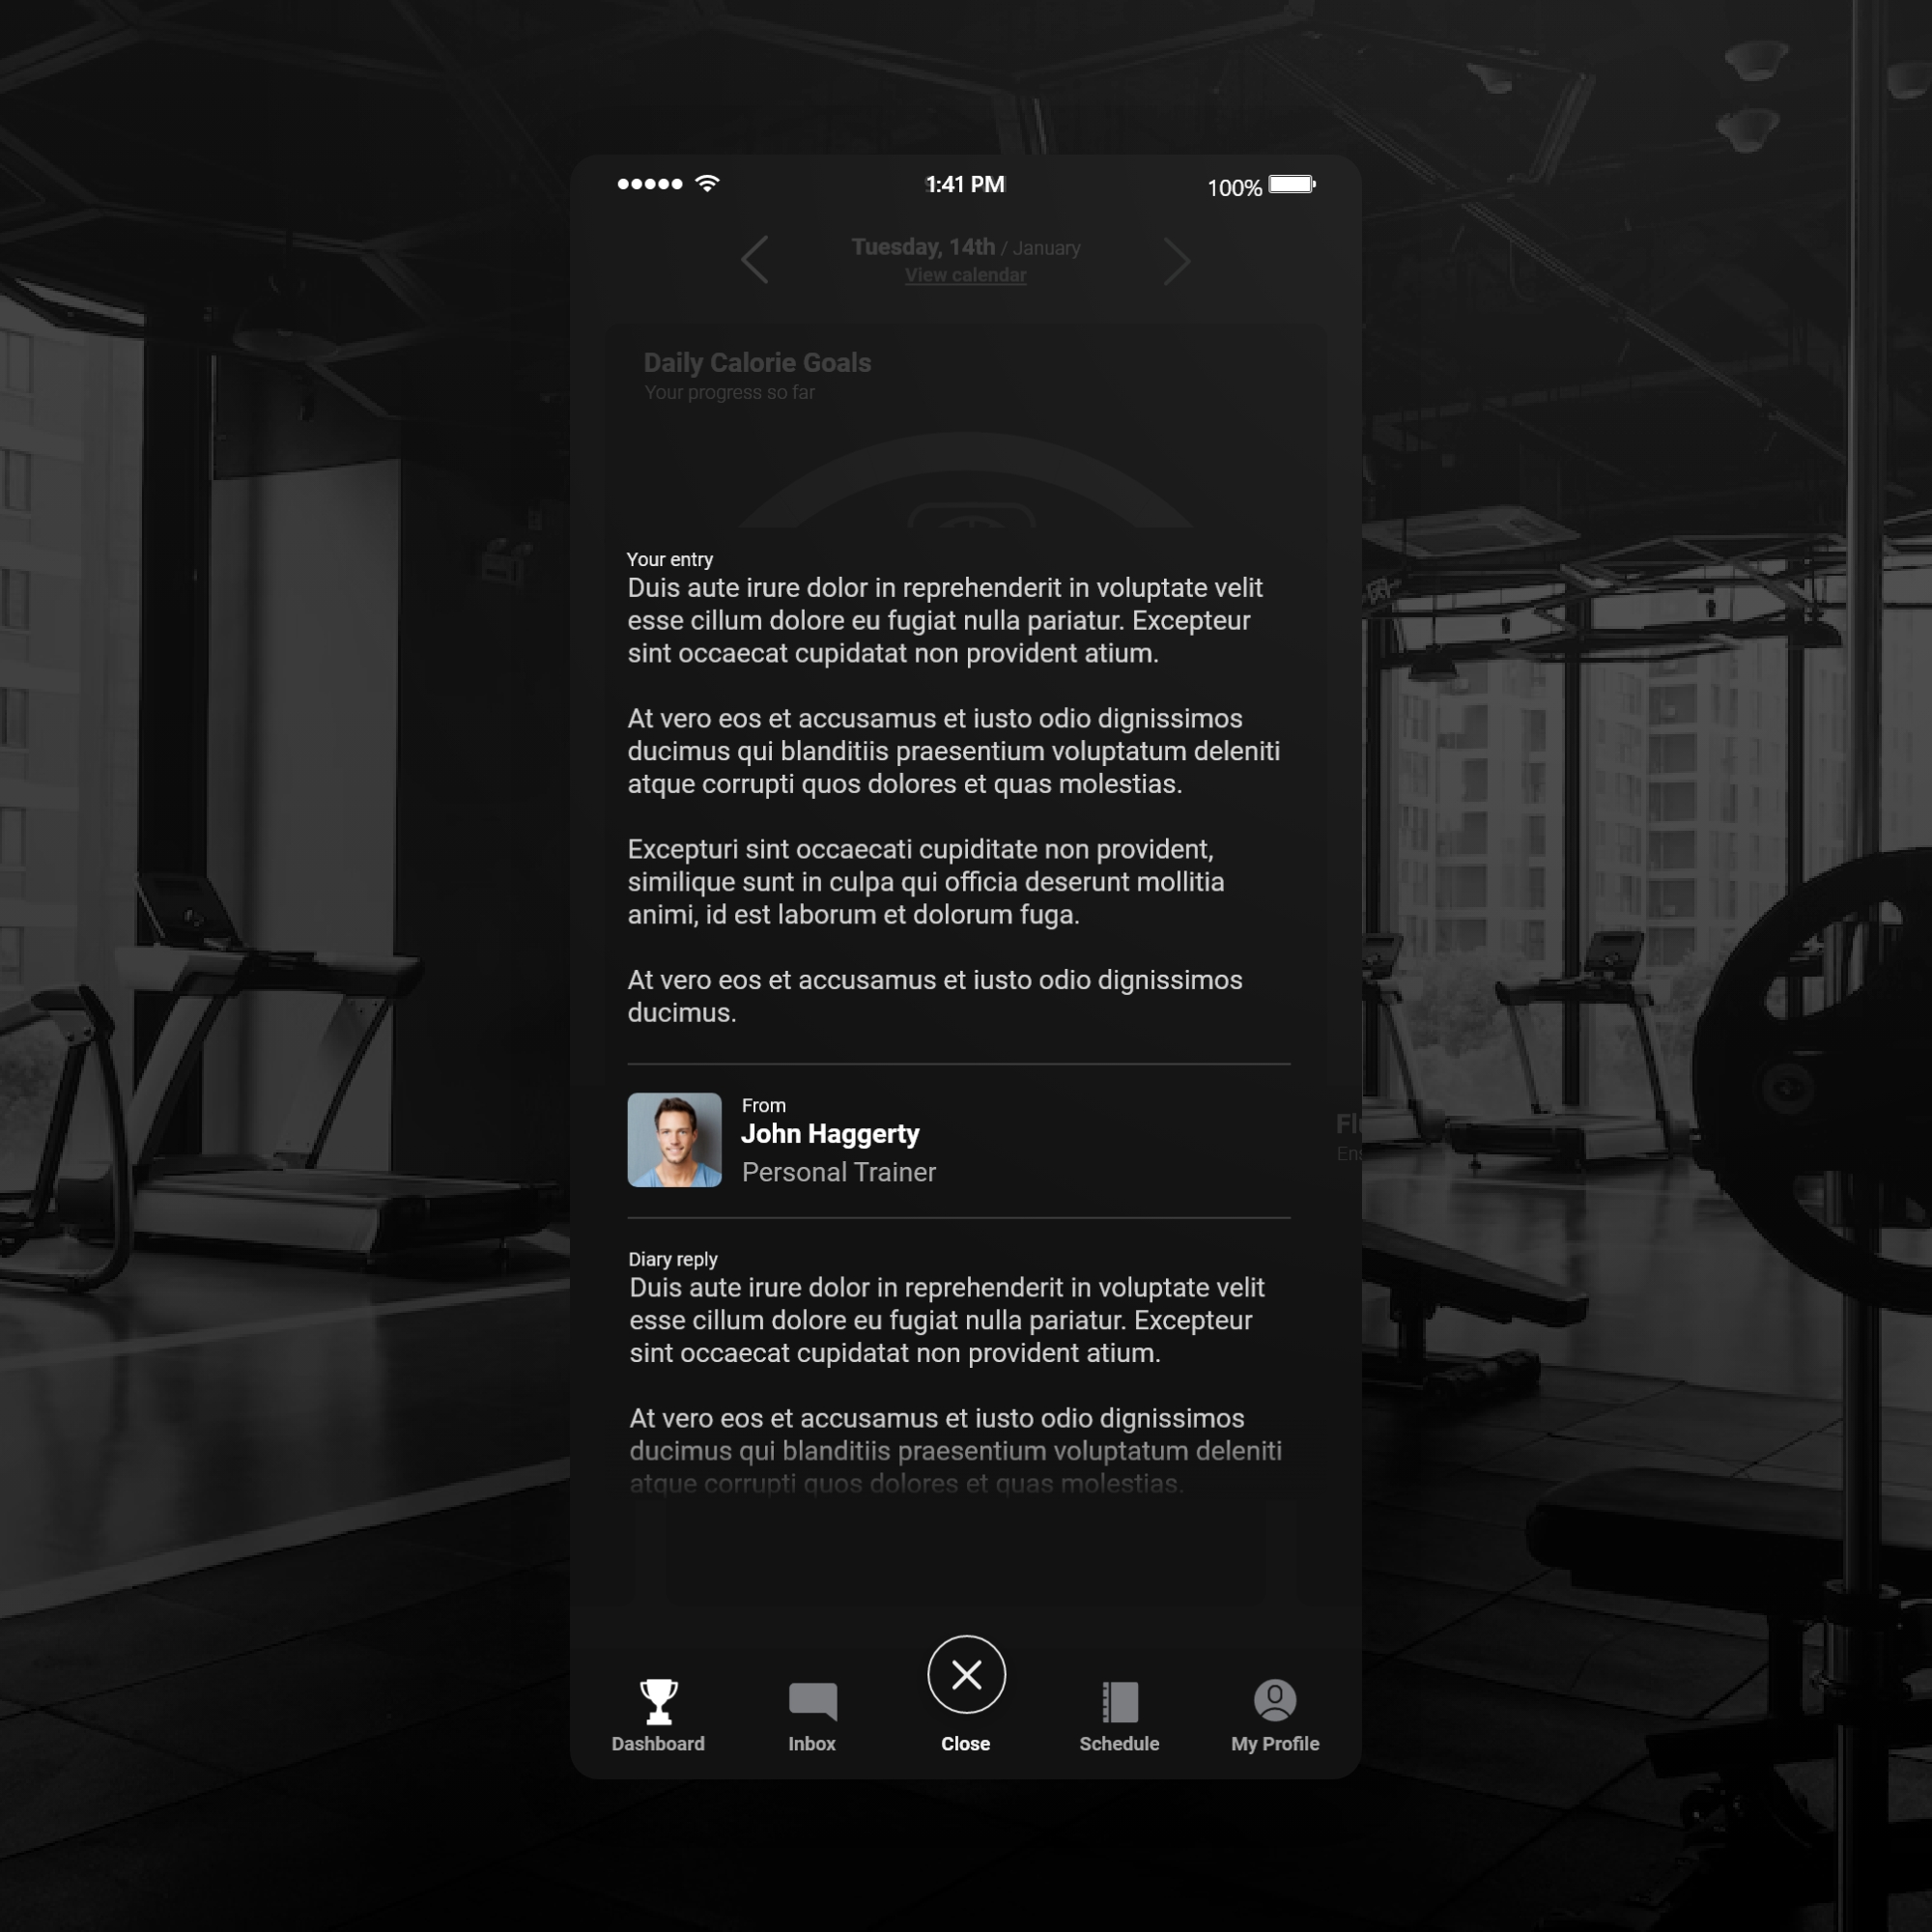 1:41 PM
100%
Tuesday, 14th / January
View calendar
Daily Calorie Goals
Your progress so far
Your entry
Duis aute irure dolor in reprehenderit in voluptate velit
esse cillum dolore eu fugiat nulla pariatur. Excepteur
sint occaecat cupidatat non provident atium.
At vero eos et accusamus et iusto odio dignissimos
ducimus qui blanditiis praesentium voluptatum deleniti
atque corrupti quos dolores et quas molestias.
Excepturi sint occaecati cupiditate non provident,
similique sunt in culpa qui officia deserunt mollitia
animi, id est laborum et dolorum fuga.
At vero eos et accusamus et iusto odio dignissimos
ducimus.
From
John Haggerty
Personal Trainer
Diary reply
Duis aute irure dolor in reprehenderit in voluptate velit
esse cillum dolore eu fugiat nulla pariatur. Excepteur
sint occaecat cupidatat non provident atium.
At vero eos et accusamus et iusto odio dignissimos
ducimus qui blanditiis praesentium voluptatum deleniti
atque corrupti quos dolores et quas molestias.
Dashboard
Inbox
Close
Schedule
My Profile